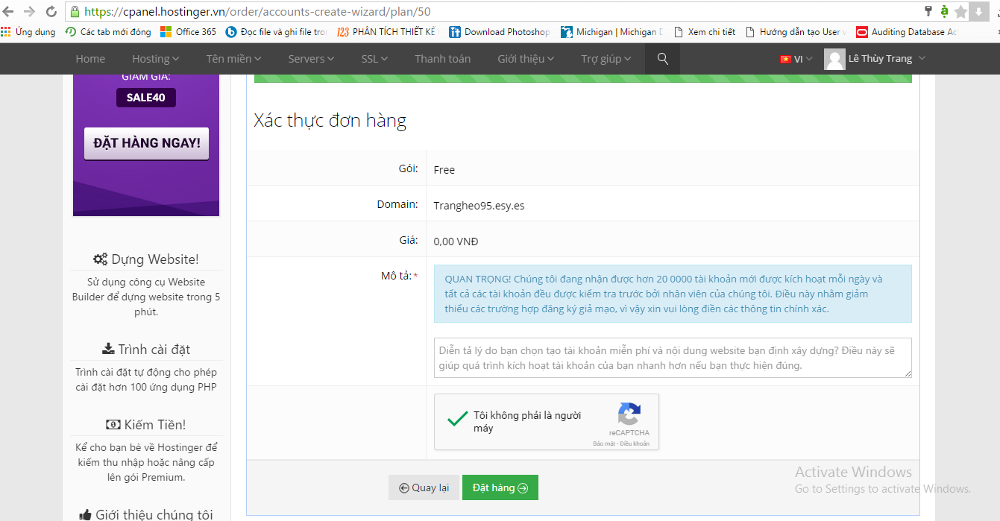 https://cpanel.hostinger.vn/order/accounts-create-wizard/plan/50
Ứng dụng Các tab mới đóng Office 365 Đọc file và ghi file tro 123 PHÂN TÍCH THIẾT KẾ Download Photoshop Michigan | Michigan D Xem chi tiết Hướng dẫn tạo User v Auditing Database Ac
Home Hosting Tên miền Servers SSL Thanh toán Giới thiệu Trợ giúp VI Lê Thùy Trang
GIẢM GIÁ:
SALE40
ĐẶT HÀNG NGAY!
Dựng Website!
Sử dụng công cụ Website
Builder để dựng website trong 5
phút.
Trình cài đặt
Trình cài đặt tự động cho phép
cài đặt hơn 100 ứng dụng PHP
Kiếm Tiền!
Kể cho bạn bè về Hostinger để
kiếm thu nhập hoặc nâng cấp
lên gói Premium.
Giới thiệu chúng tôi
Xác thực đơn hàng
Gói: Free
Domain: Trangheo95.esy.es
Giá: 0,00 VNĐ
Mô tả:*
QUAN TRỌNG! Chúng tôi đang nhận được hơn 20 0000 tài khoản mới được kích hoạt mỗi ngày và
tất cả các tài khoản đều được kiểm tra trước bởi nhân viên của chúng tôi. Điều này nhằm giảm
thiểu các trường hợp đăng ký giả mạo, vì vậy xin vui lòng điền các thông tin chính xác.
Diễn tả lý do bạn chọn tạo tài khoản miễn phí và nội dung website bạn định xây dựng? Điều này sẽ
giúp quá trình kích hoạt tài khoản của bạn nhanh hơn nếu bạn thực hiện đúng.
Tôi không phải là người
máy
reCAPTCHA
Bảo mật - Điều khoản
Quay lại Đặt hàng
Activate Windows
Go to Settings to activate Windows.